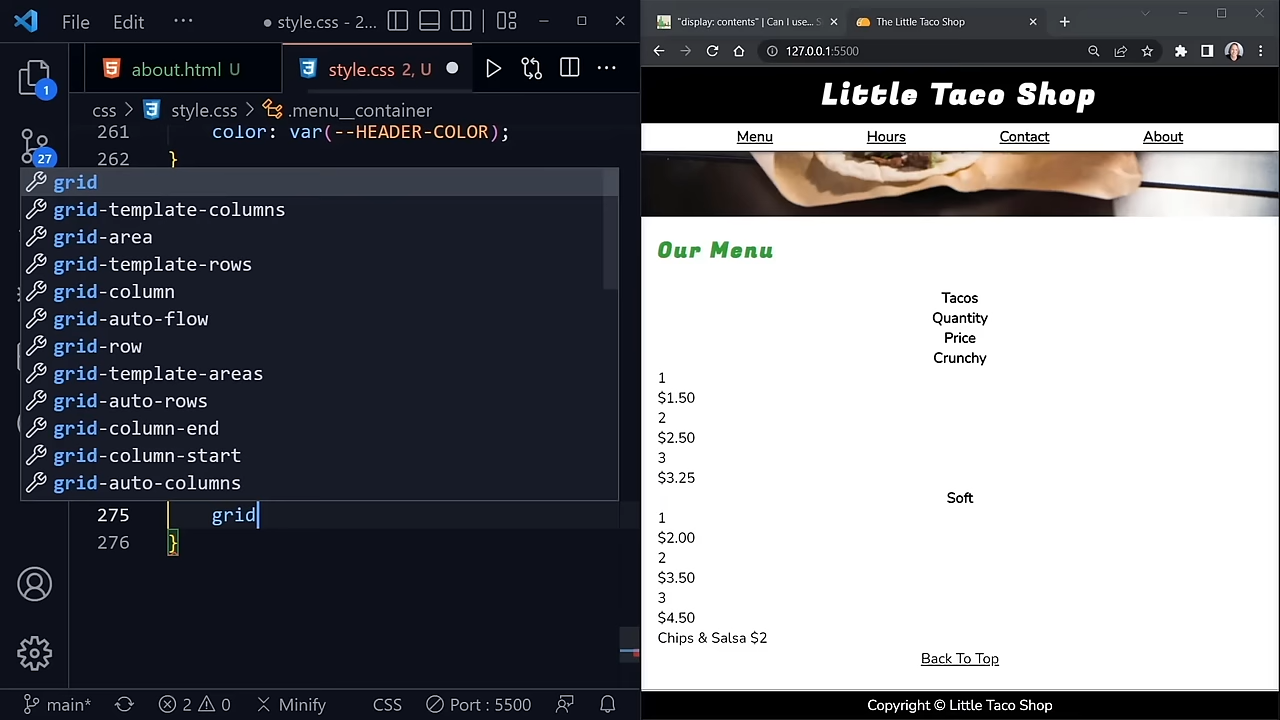 File Edit ··· ● style.css - 2...
about.html U
style.css 2, U ●
css > style.css > .menu__container
261 color: var(--HEADER-COLOR);
262 }
grid
grid-template-columns
grid-area
grid-template-rows
grid-column
grid-auto-flow
grid-row
grid-template-areas
grid-auto-rows
grid-column-end
grid-column-start
grid-auto-columns
275 grid
276 }
1
27
main* 2 0 Minify CSS Port : 5500
"display: contents" | Can I use... S
The Little Taco Shop
127.0.0.1:5500
Little Taco Shop
Menu Hours Contact About
Our Menu
Tacos
Quantity
Price
Crunchy
1
$1.50
2
$2.50
3
$3.25
Soft
1
$2.00
2
$3.50
3
$4.50
Chips & Salsa $2
Back To Top
Copyright © Little Taco Shop